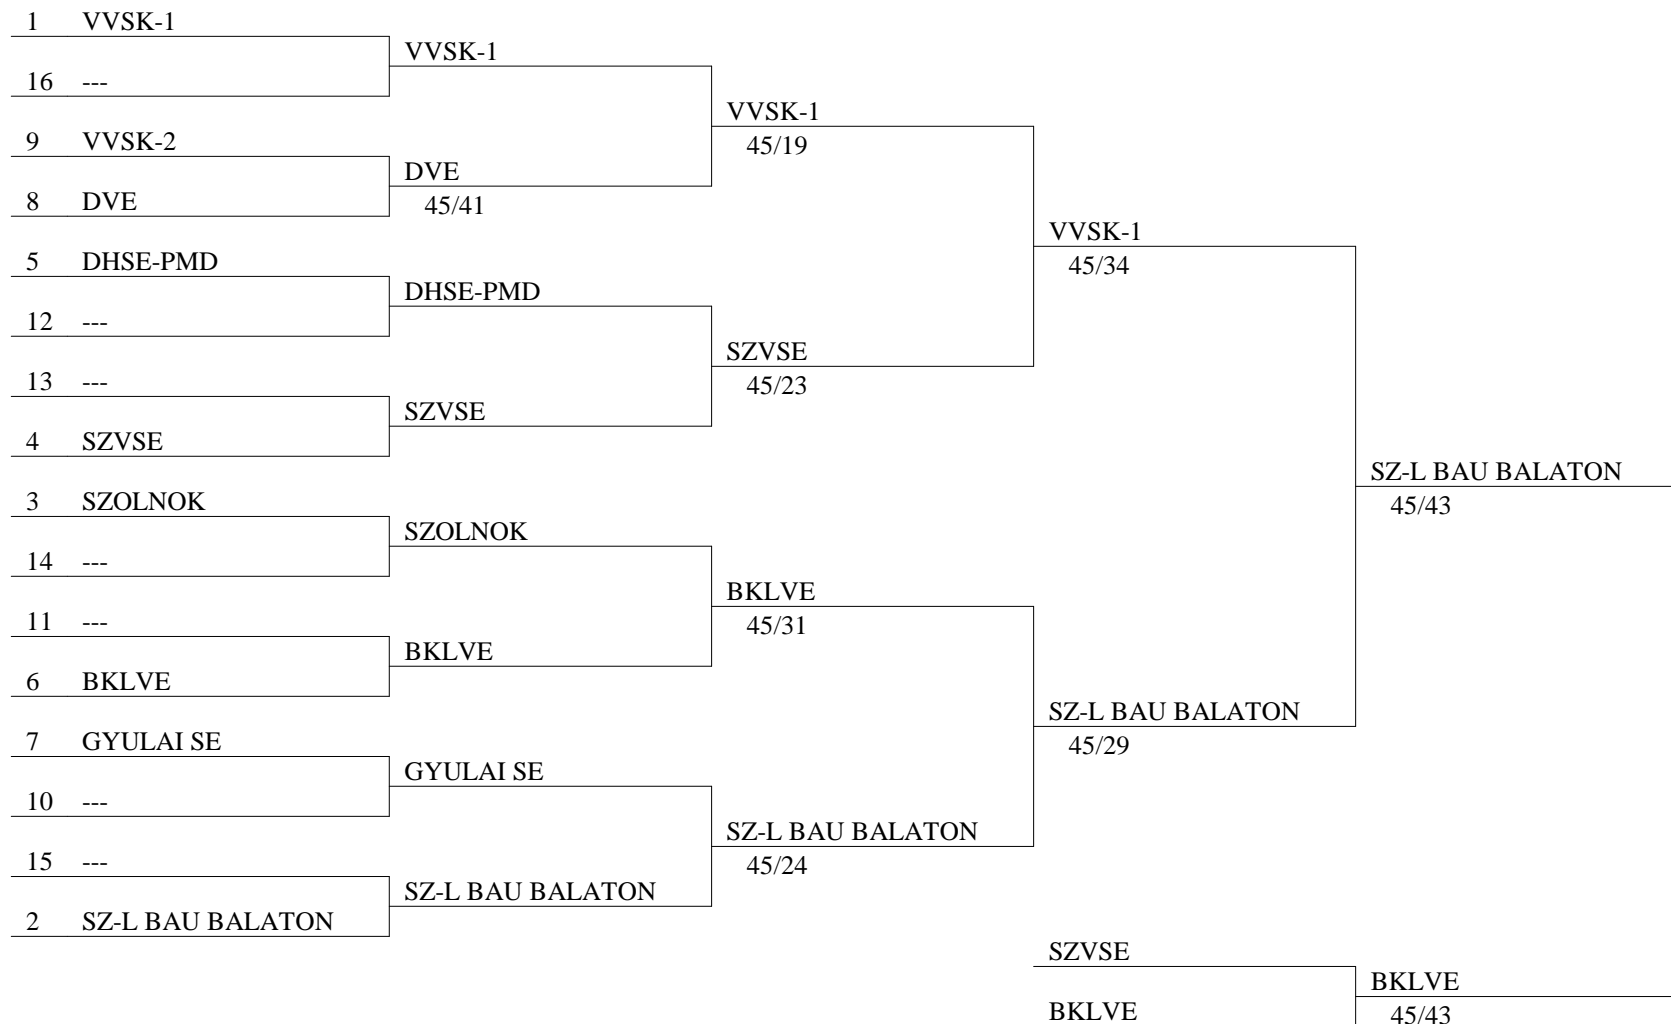 1 VVSK-1
16 ---
9 VVSK-2
8 DVE
5 DHSE-PMD
12 ---
13 ---
4 SZVSE
3 SZOLNOK
14 ---
11 ---
6 BKLVE
7 GYULAI SE
10 ---
15 ---
2 SZ-L BAU BALATON
VVSK-1
DVE
45/41
DHSE-PMD
SZVSE
SZOLNOK
BKLVE
GYULAI SE
SZ-L BAU BALATON
VVSK-1
45/19
SZVSE
45/23
BKLVE
45/31
SZ-L BAU BALATON
45/24
VVSK-1
45/34
SZ-L BAU BALATON
45/29
SZ-L BAU BALATON
45/43
SZVSE
BKLVE
BKLVE
45/43